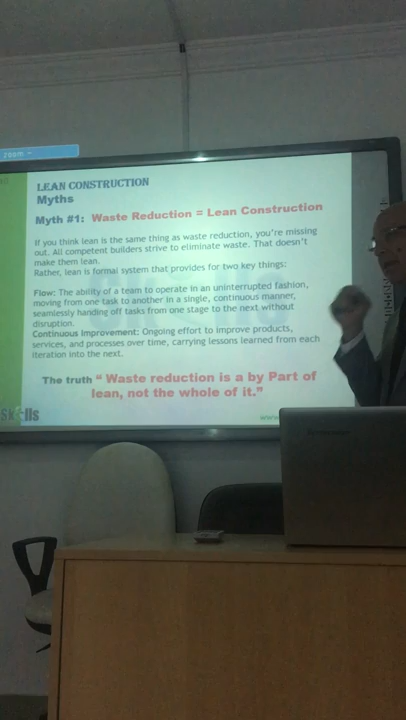 zoom
LEAN CONSTRUCTION
Myths
Myth #1: Waste Reduction = Lean Construction
If you think lean is the same thing as waste reduction, you're missing
out. All competent builders strive to eliminate waste. That doesn't
make them lean.
Rather, lean is formal system that provides for two key things:
Flow: The ability of a team to operate in an uninterrupted fashion,
moving from one task to another in a single, continuous manner,
seamlessly handing off tasks from one stage to the next without
disruption.
Continuous Improvement: Ongoing effort to improve products,
services, and processes over time, carrying lessons learned from each
iteration into the next.
The truth " Waste reduction is a by Part of
lean, not the whole of it."
Skills
www